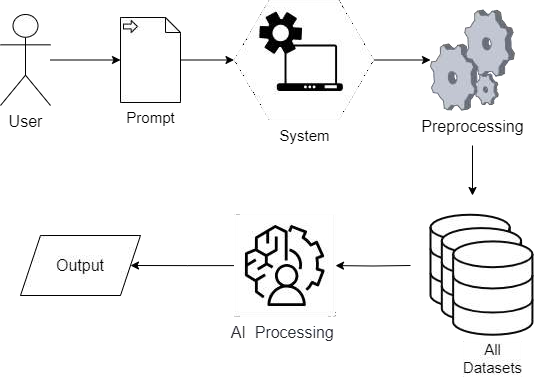 User
Prompt
System
Preprocessing
All
Datasets
AI Processing
Output